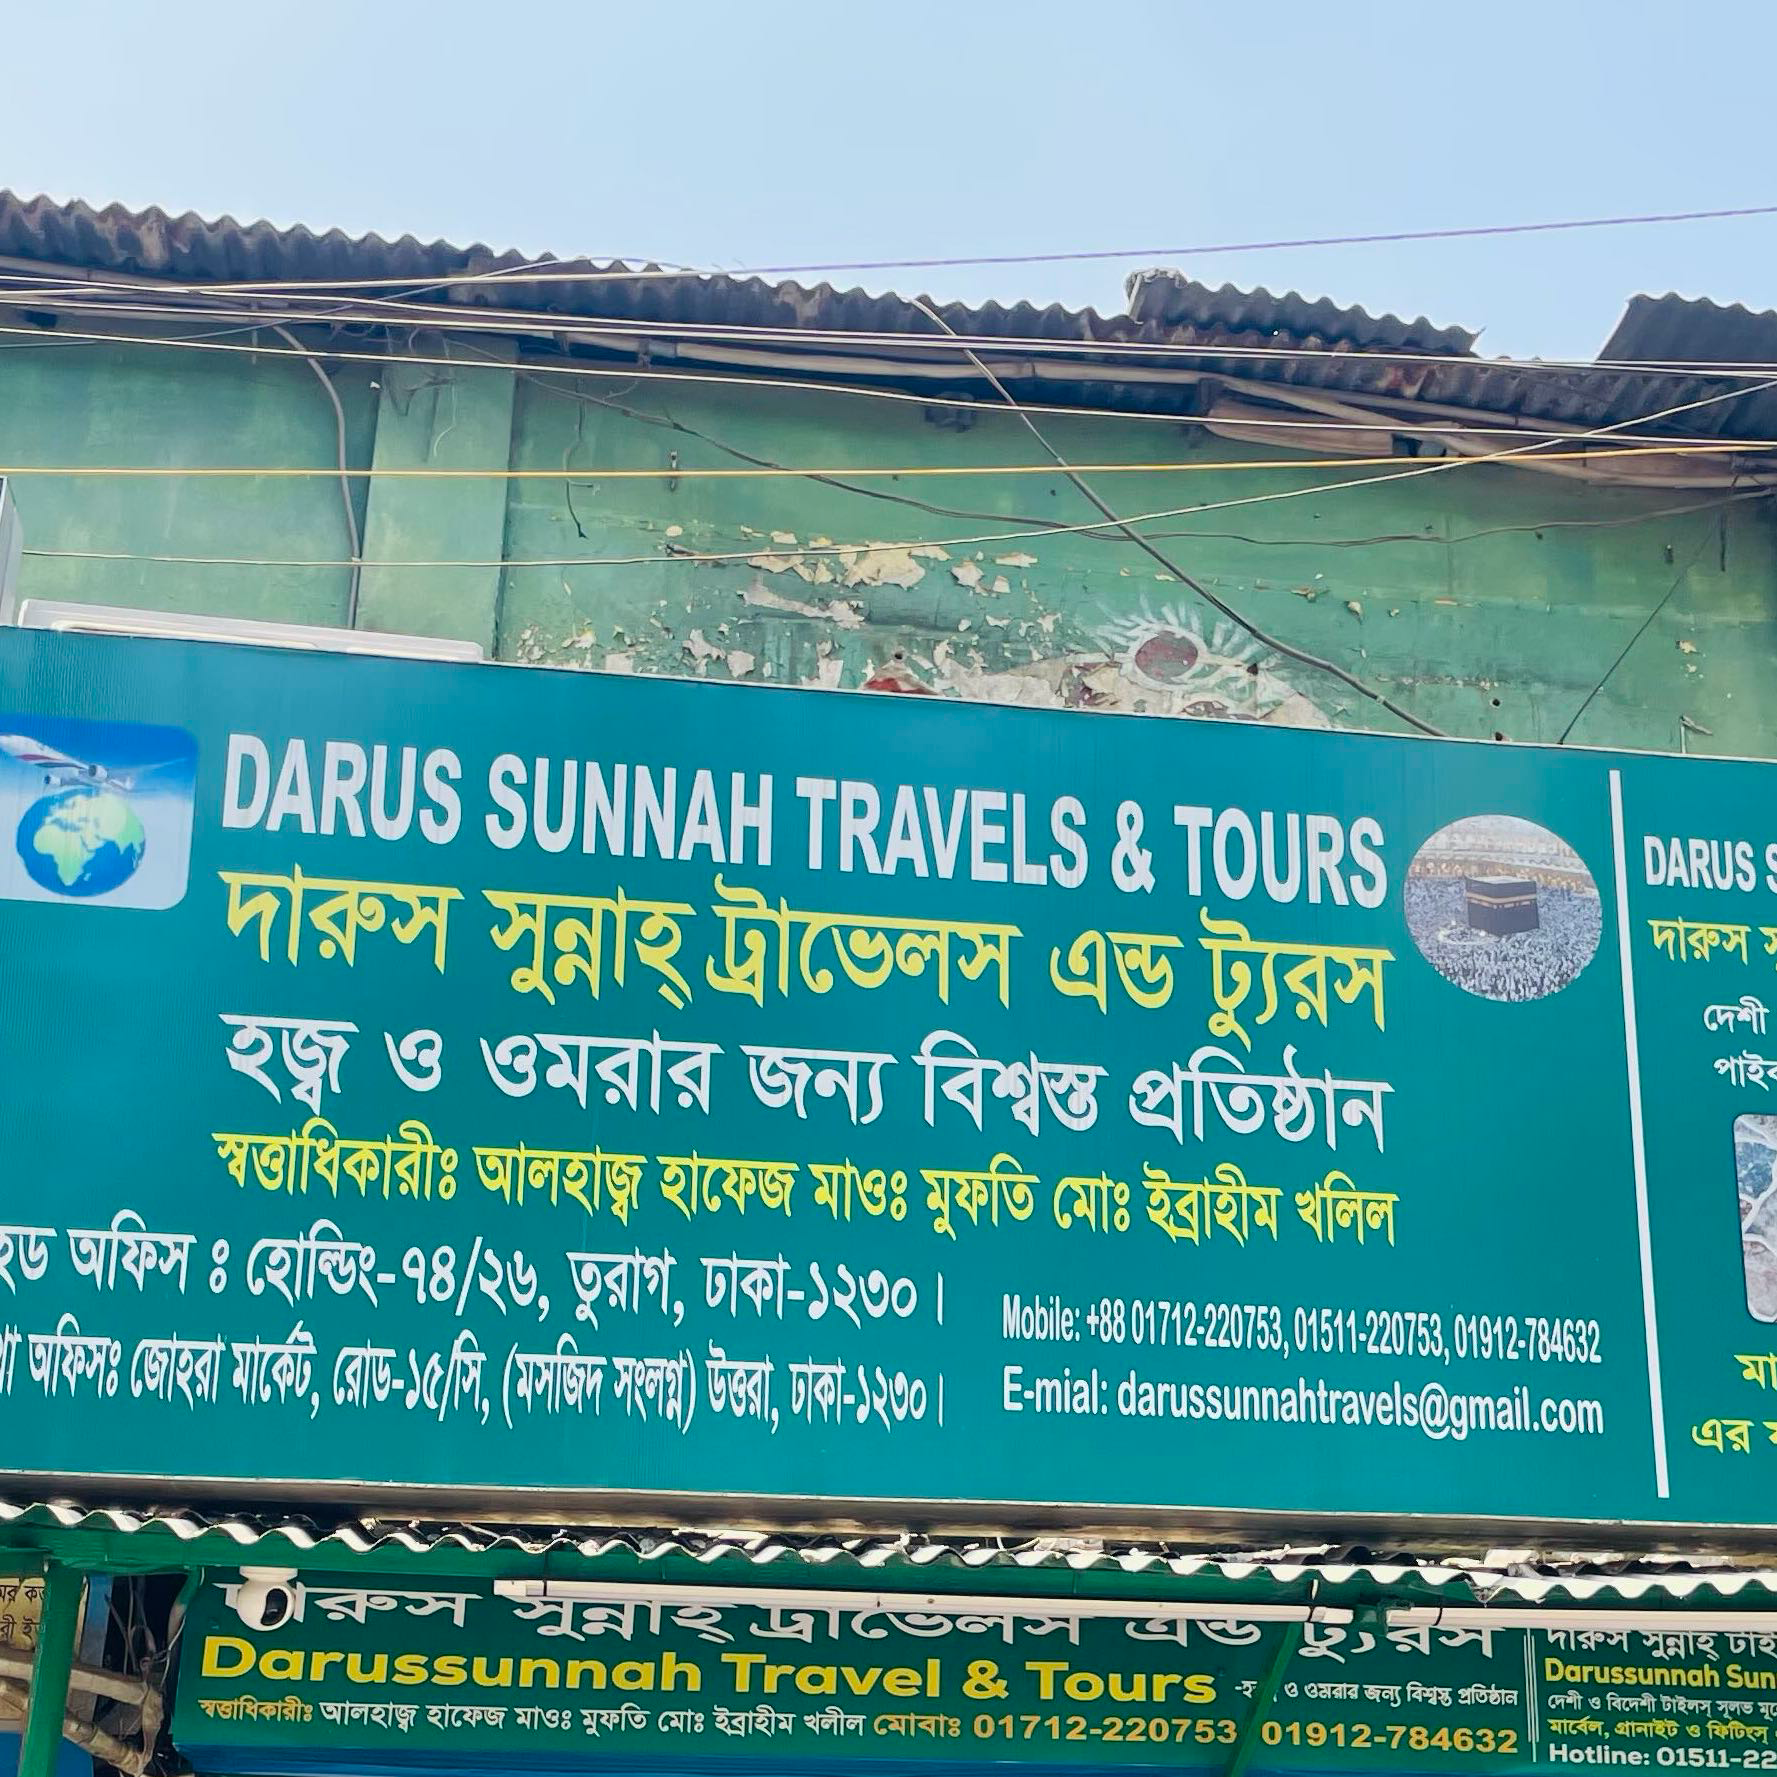 DARUS SUNNAH TRAVELS & TOURS
দারুস সুন্নাহ্ ট্রাভেলস এন্ড ট্যুরস
হজ্ব ও ওমরার জন্য বিশ্বস্ত প্রতিষ্ঠান
স্বত্তাধিকারীঃ আলহাজ্ব হাফেজ মাওঃ মুফতি মোঃ ইব্রাহীম খলিল
হেড অফিস ঃ হোল্ডিং-৭৪/২৬, তুরাগ, ঢাকা-১২৩০।
অফিসঃ জোহরা মার্কেট, রোড-১৫/সি, (মসজিদ সংলগ্ন) উত্তরা, ঢাকা-১২৩০।
Mobile: +88 01712-220753, 01511-220753, 01912-784632
E-mial: darussunnahtravels@gmail.com
DARUS
দারুস
দেশী
এর
দারুস সুন্নাহ্ ট্রাভেলস এন্ড ট্যুরস
Darussunnah Travel & Tours
ও ওমরার জন্য বিশ্বস্ত প্রতিষ্ঠান
স্বত্তাধিকারীঃ আলহাজ্ব হাফেজ মাওঃ মুফতি মোঃ ইব্রাহীম খলীল মোবাঃ 01712-220753 01912-784632
দারুস সুন্নাহ্
Darussunnah
দেশী ও বিদেশী টাইলস্ সুলভ
মার্বেল, গ্রানাইট ও ফিটিংস্
Hotline: 01511-22